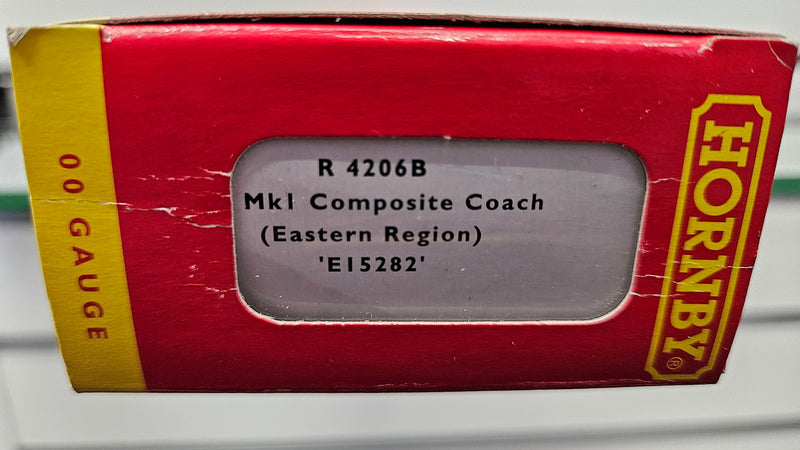 00 GAUGE
R 4206B
Mk1 Composite Coach
(Eastern Region)
'E15282'
HORNBY®